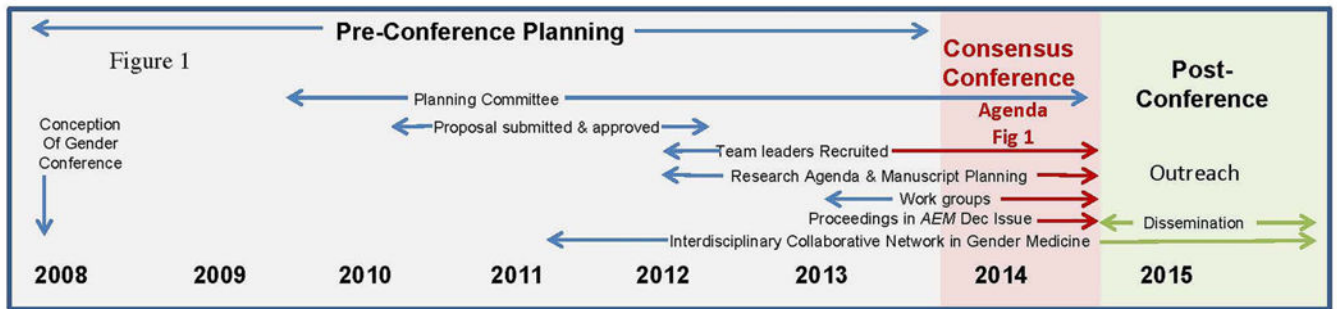 Pre-Conference Planning
Figure 1
Consensus
Conference
Agenda
Fig 1
Post-
Conference
Planning Committee
Conception
Of Gender
Conference
Proposal submitted & approved
Team leaders Recruited
Research Agenda & Manuscript Planning
Outreach
Work groups
Proceedings in AEM Dec Issue
Dissemination
Interdisciplinary Collaborative Network in Gender Medicine
2008 2009 2010 2011 2012 2013 2014 2015